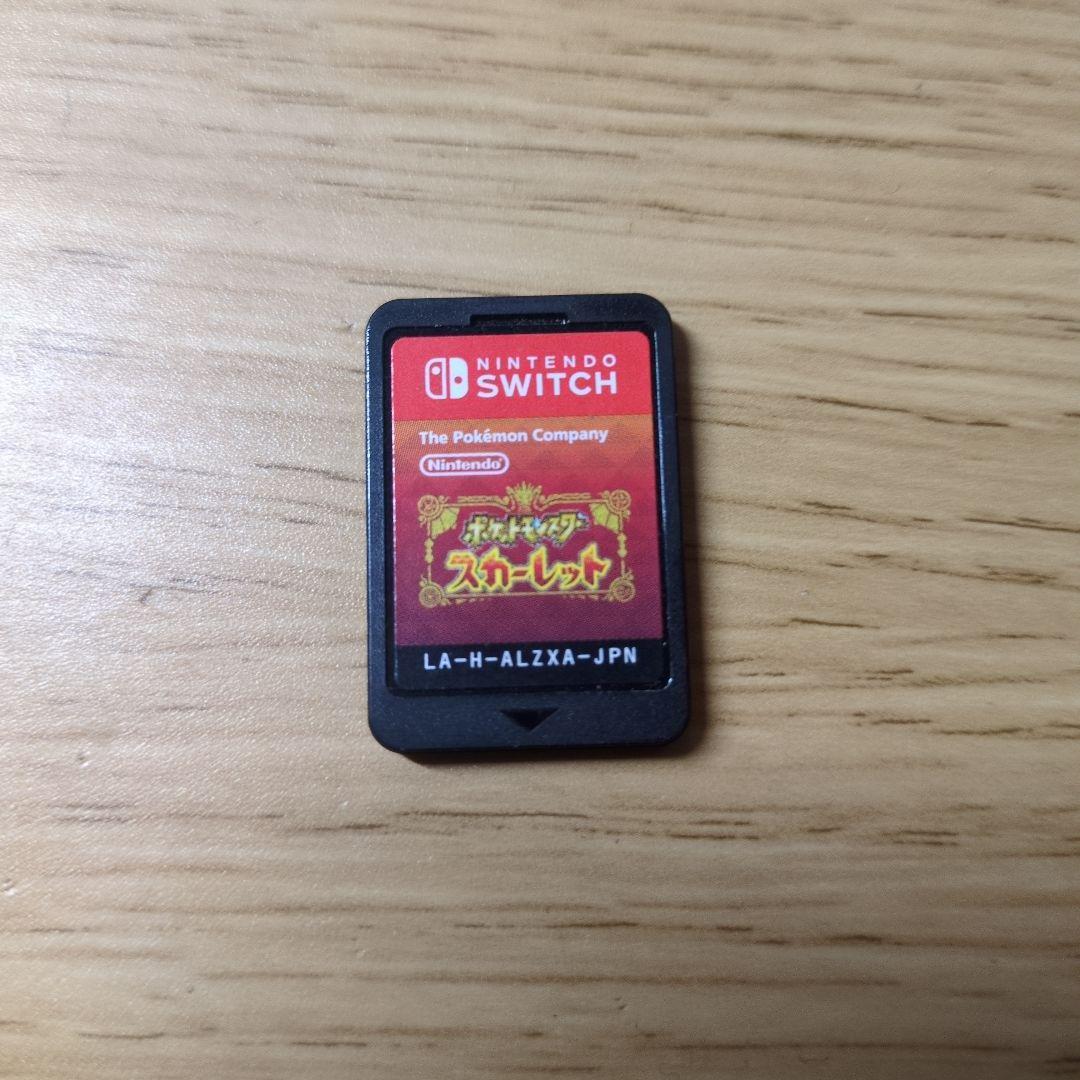 NINTENDO
SWITCH
The Pokémon Company
Nintendo
ポケットモンスター
スカーレット
LA-H-ALZXA-JPN